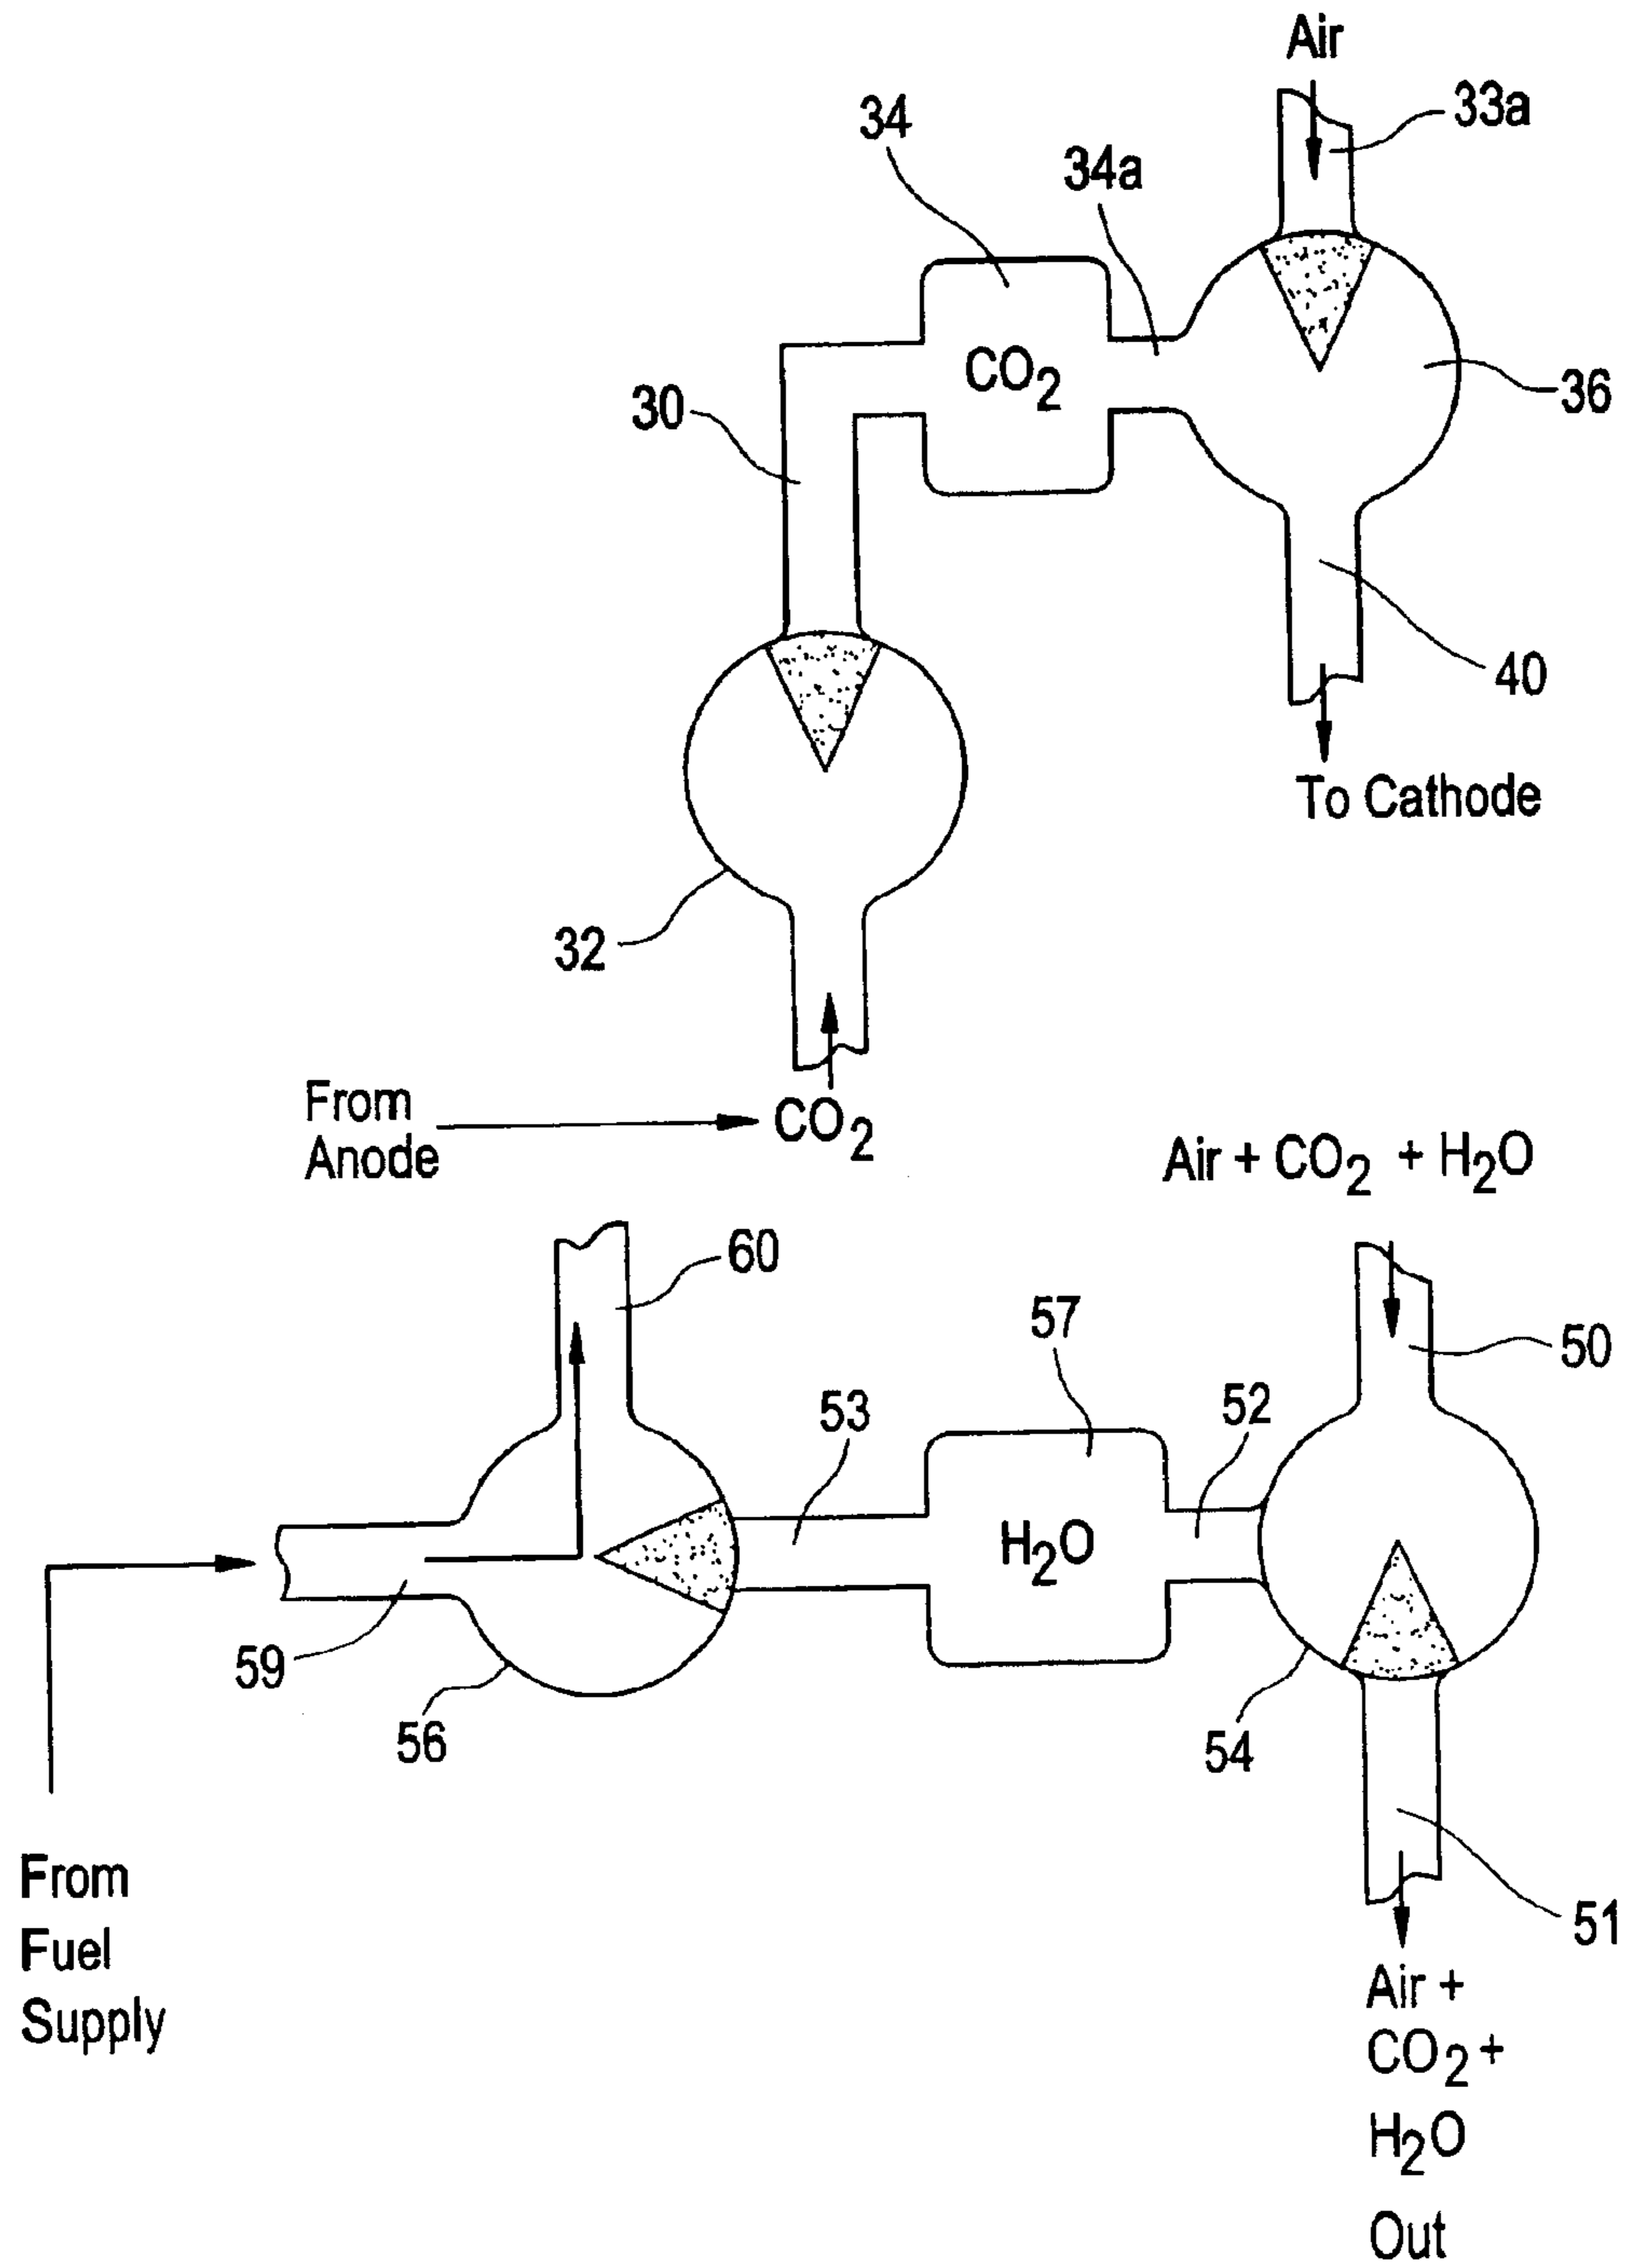 Air
33a
34
34a
CO2
36
30
40
To Cathode
32
From
Anode
CO2
Air + CO2 + H2O
60
57
50
53
52
H2O
59
56
54
From
Fuel
Supply
51
Air +
CO2 +
H2O
Out